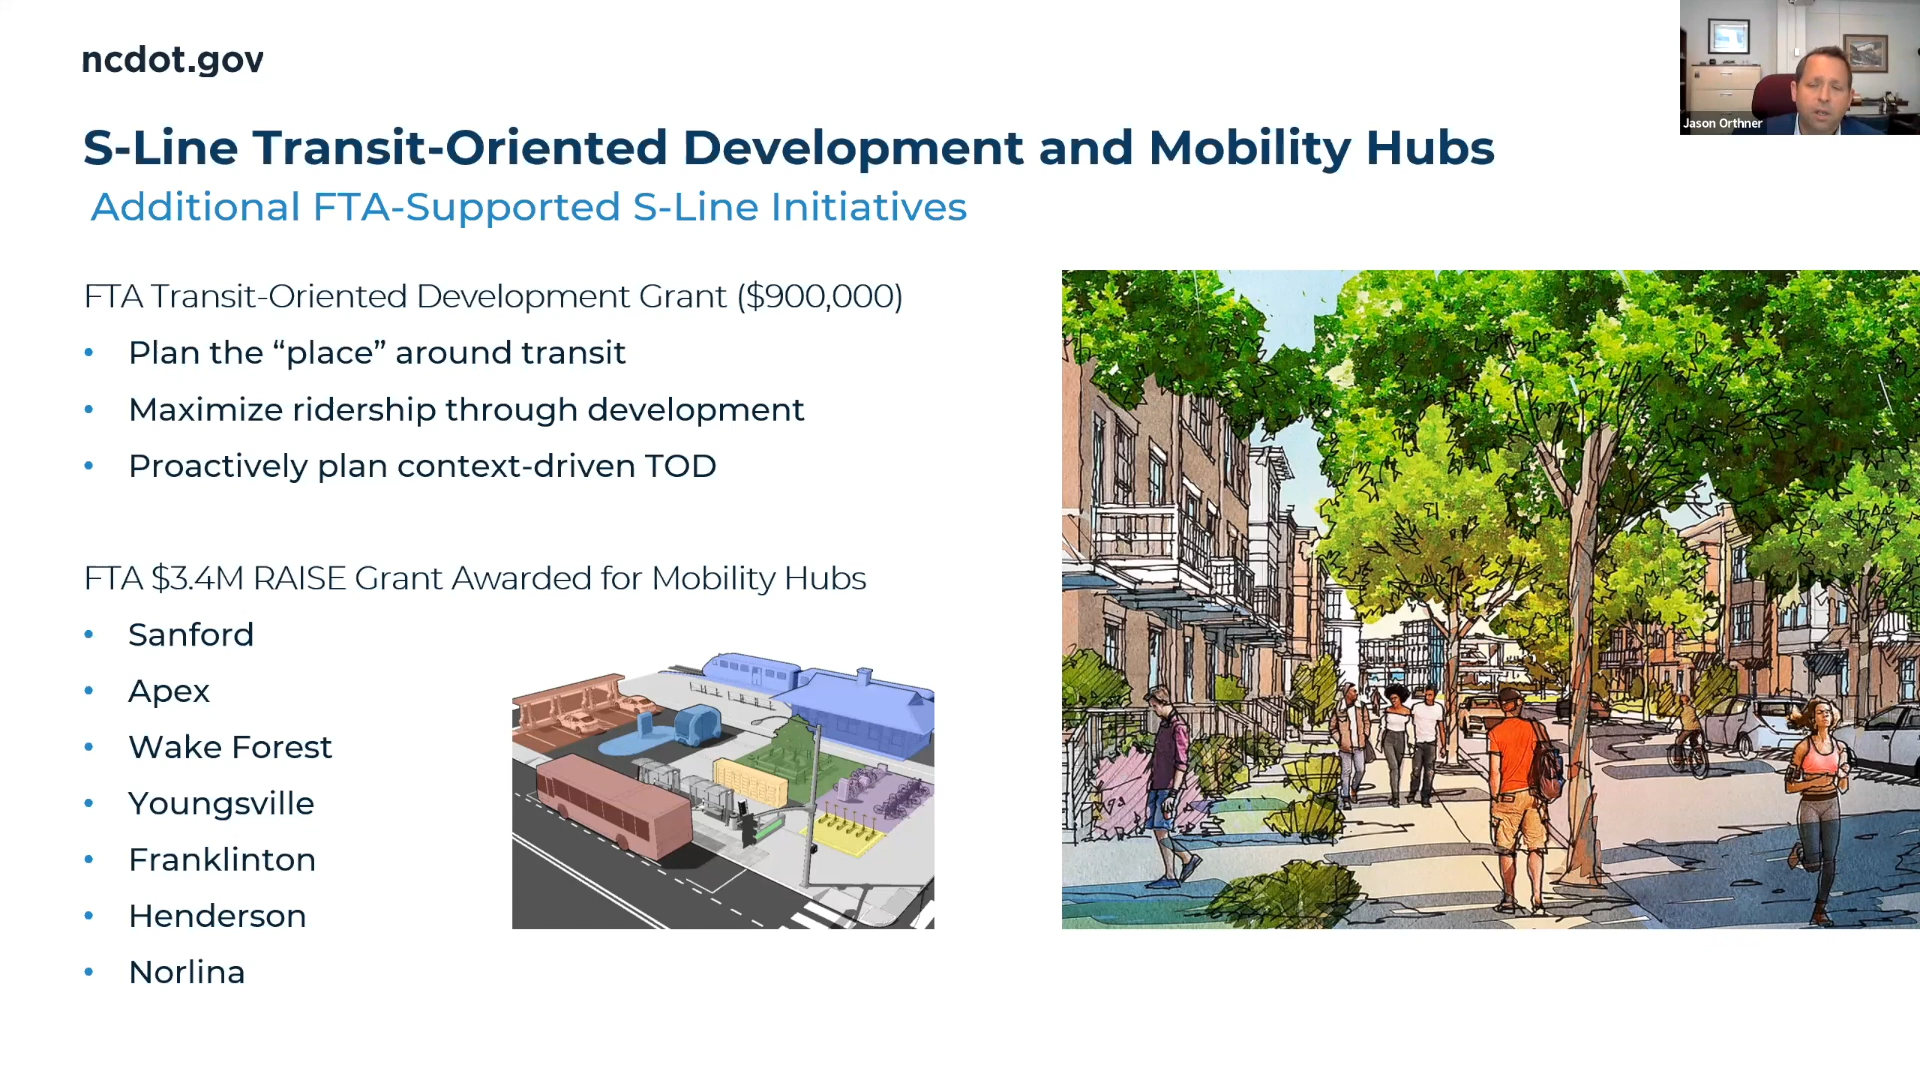 ncdot.gov
Jason Orthner
S-Line Transit-Oriented Development and Mobility Hubs
Additional FTA-Supported S-Line Initiatives
FTA Transit-Oriented Development Grant ($900,000)
• Plan the “place” around transit
• Maximize ridership through development
• Proactively plan context-driven TOD
FTA $3.4M RAISE Grant Awarded for Mobility Hubs
• Sanford
• Apex
• Wake Forest
• Youngsville
• Franklinton
• Henderson
• Norlina